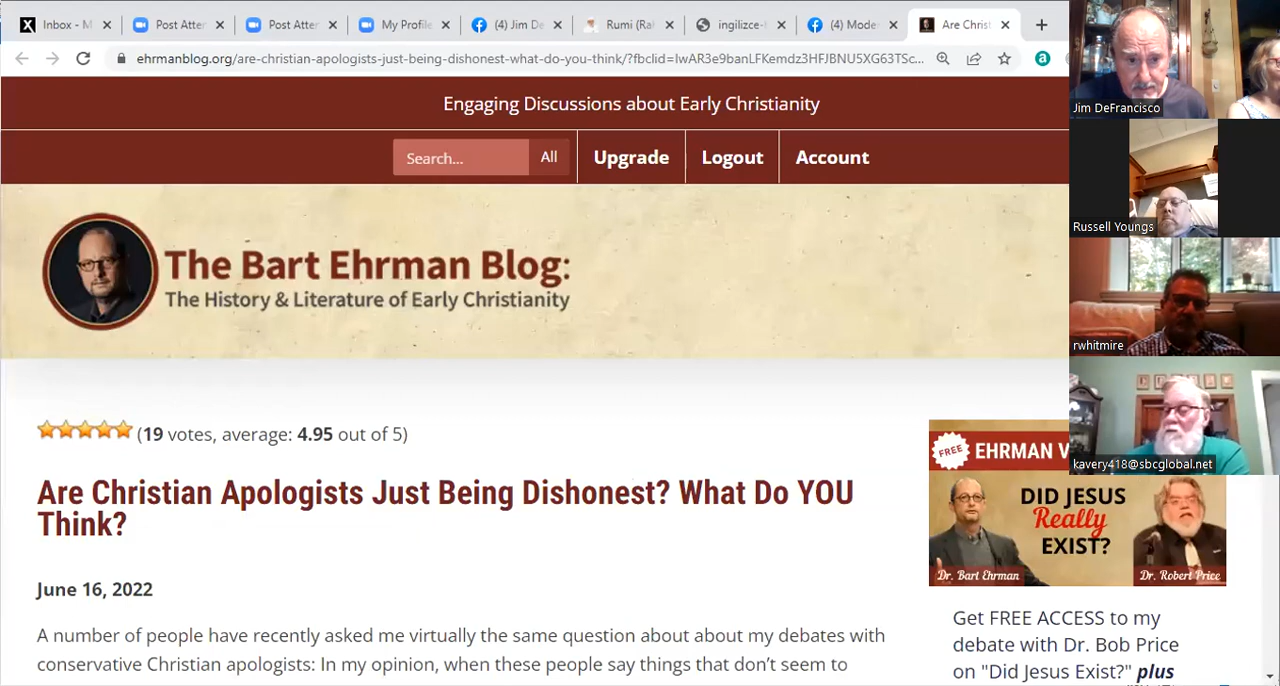 Inbox - M
Post Atter
Post Atter
My Profile
(4) Jim De
Rumi (Ral
ingilizce-t
(4) Mode
Are Christ
ehrmanblog.org/are-christian-apologists-just-being-dishonest-what-do-you-think/?fbclid=IwAR3e9banLFKemdz3HFJBNU5XG63TSc...
Engaging Discussions about Early Christianity
Search...
All
Upgrade
Logout
Account
The Bart Ehrman Blog:
The History & Literature of Early Christianity
(19 votes, average: 4.95 out of 5)
Are Christian Apologists Just Being Dishonest? What Do YOU
Think?
June 16, 2022
A number of people have recently asked me virtually the same question about about my debates with
conservative Christian apologists: In my opinion, when these people say things that don't seem to
FREE
EHRMAN V
DID JESUS
Really
EXIST?
Dr. Bart Ehrman
Dr. Robert Price
Get FREE ACCESS to my
debate with Dr. Bob Price
on "Did Jesus Exist?" plus
Jim DeFrancisco
Russell Youngs
rwhitmire
kavery418@sbcglobal.net